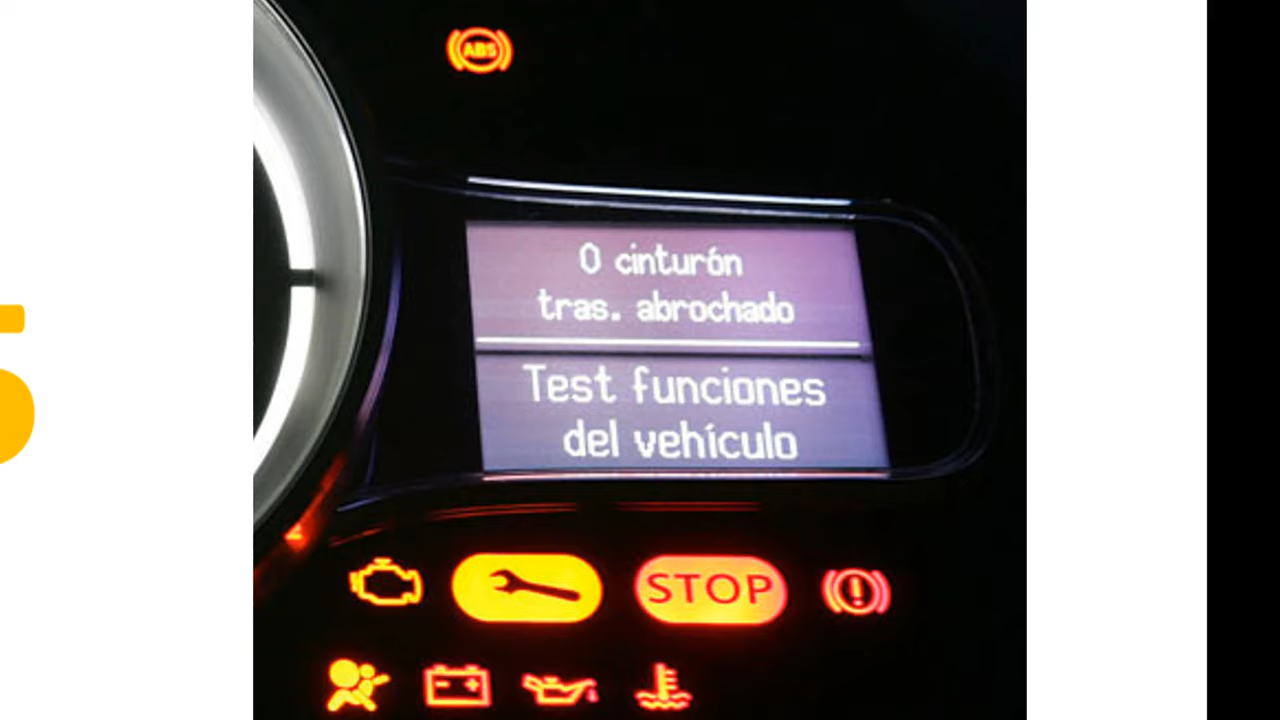 ABS
0 cinturón
tras. abrochado
Test funciones
del vehículo
STOP